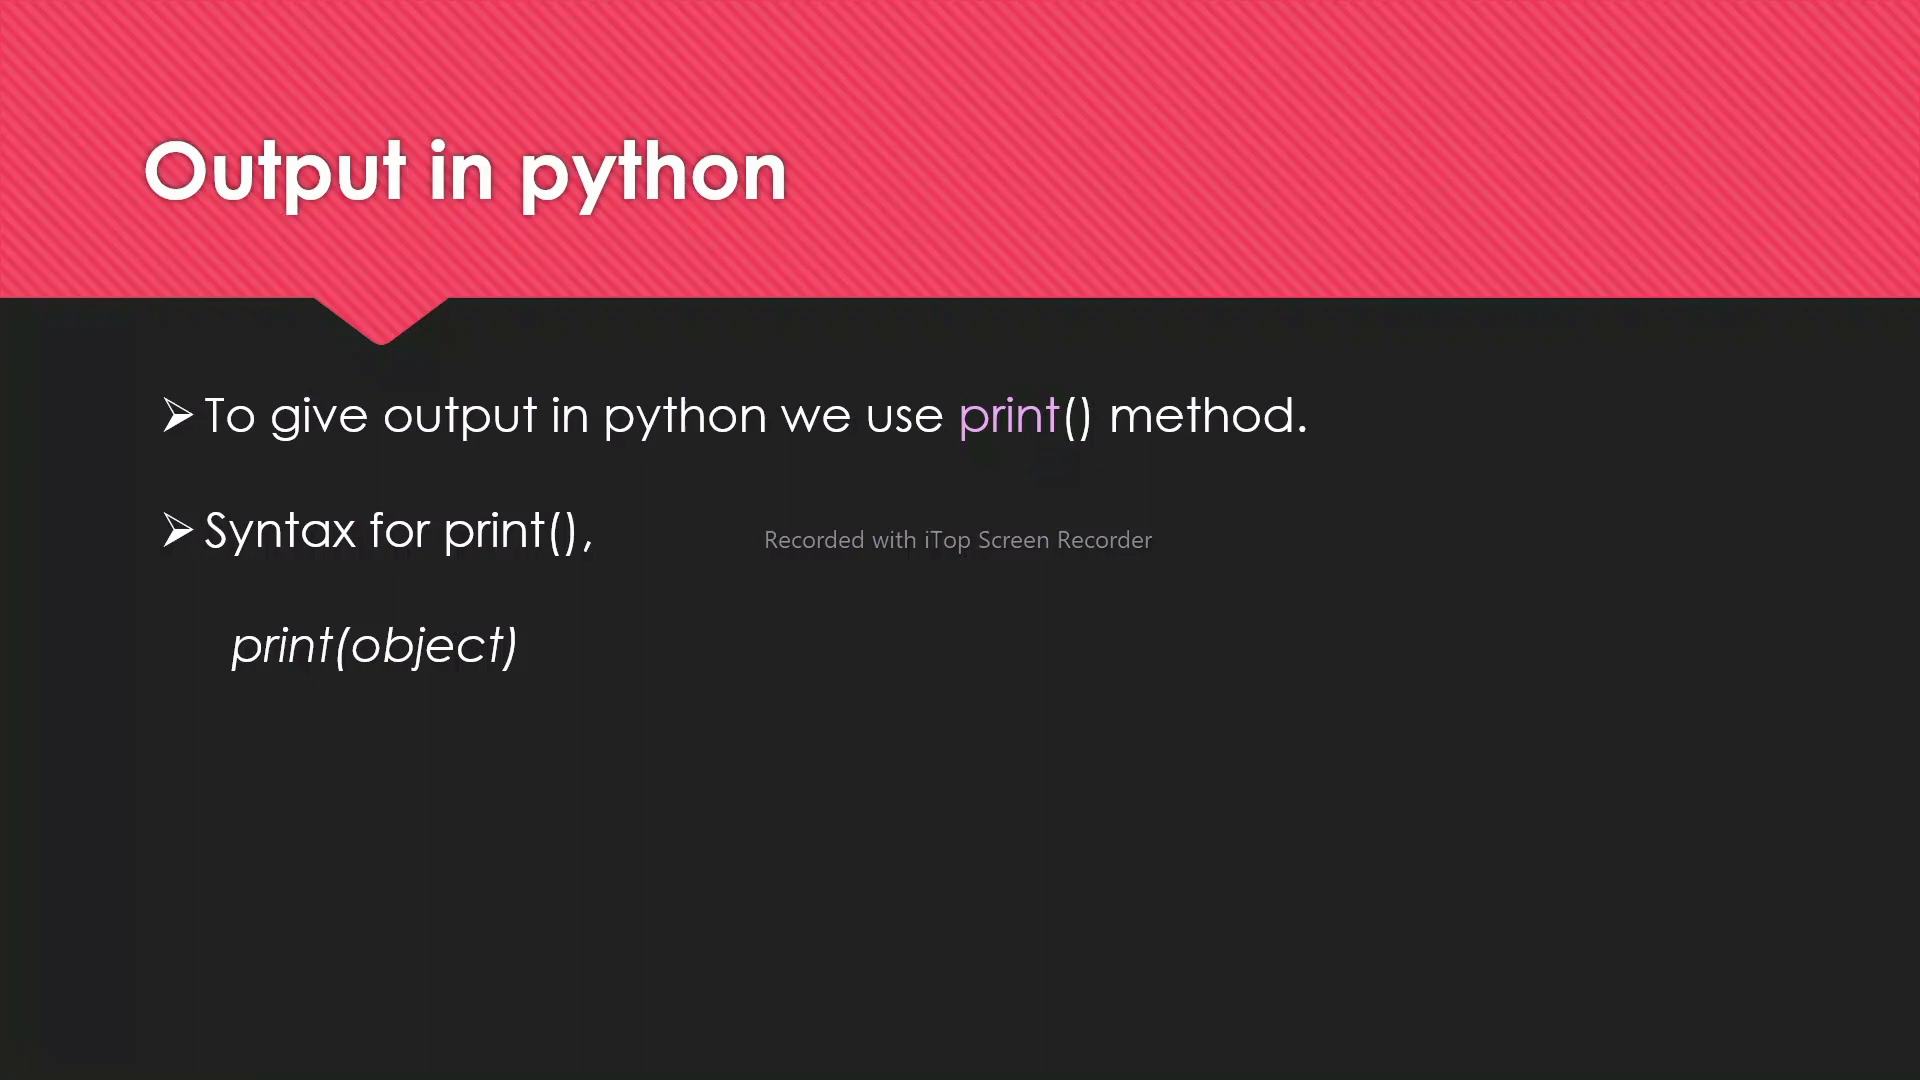 Output in python
➢To give output in python we use print() method.
➢Syntax for print(),
Recorded with iTop Screen Recorder
print(object)